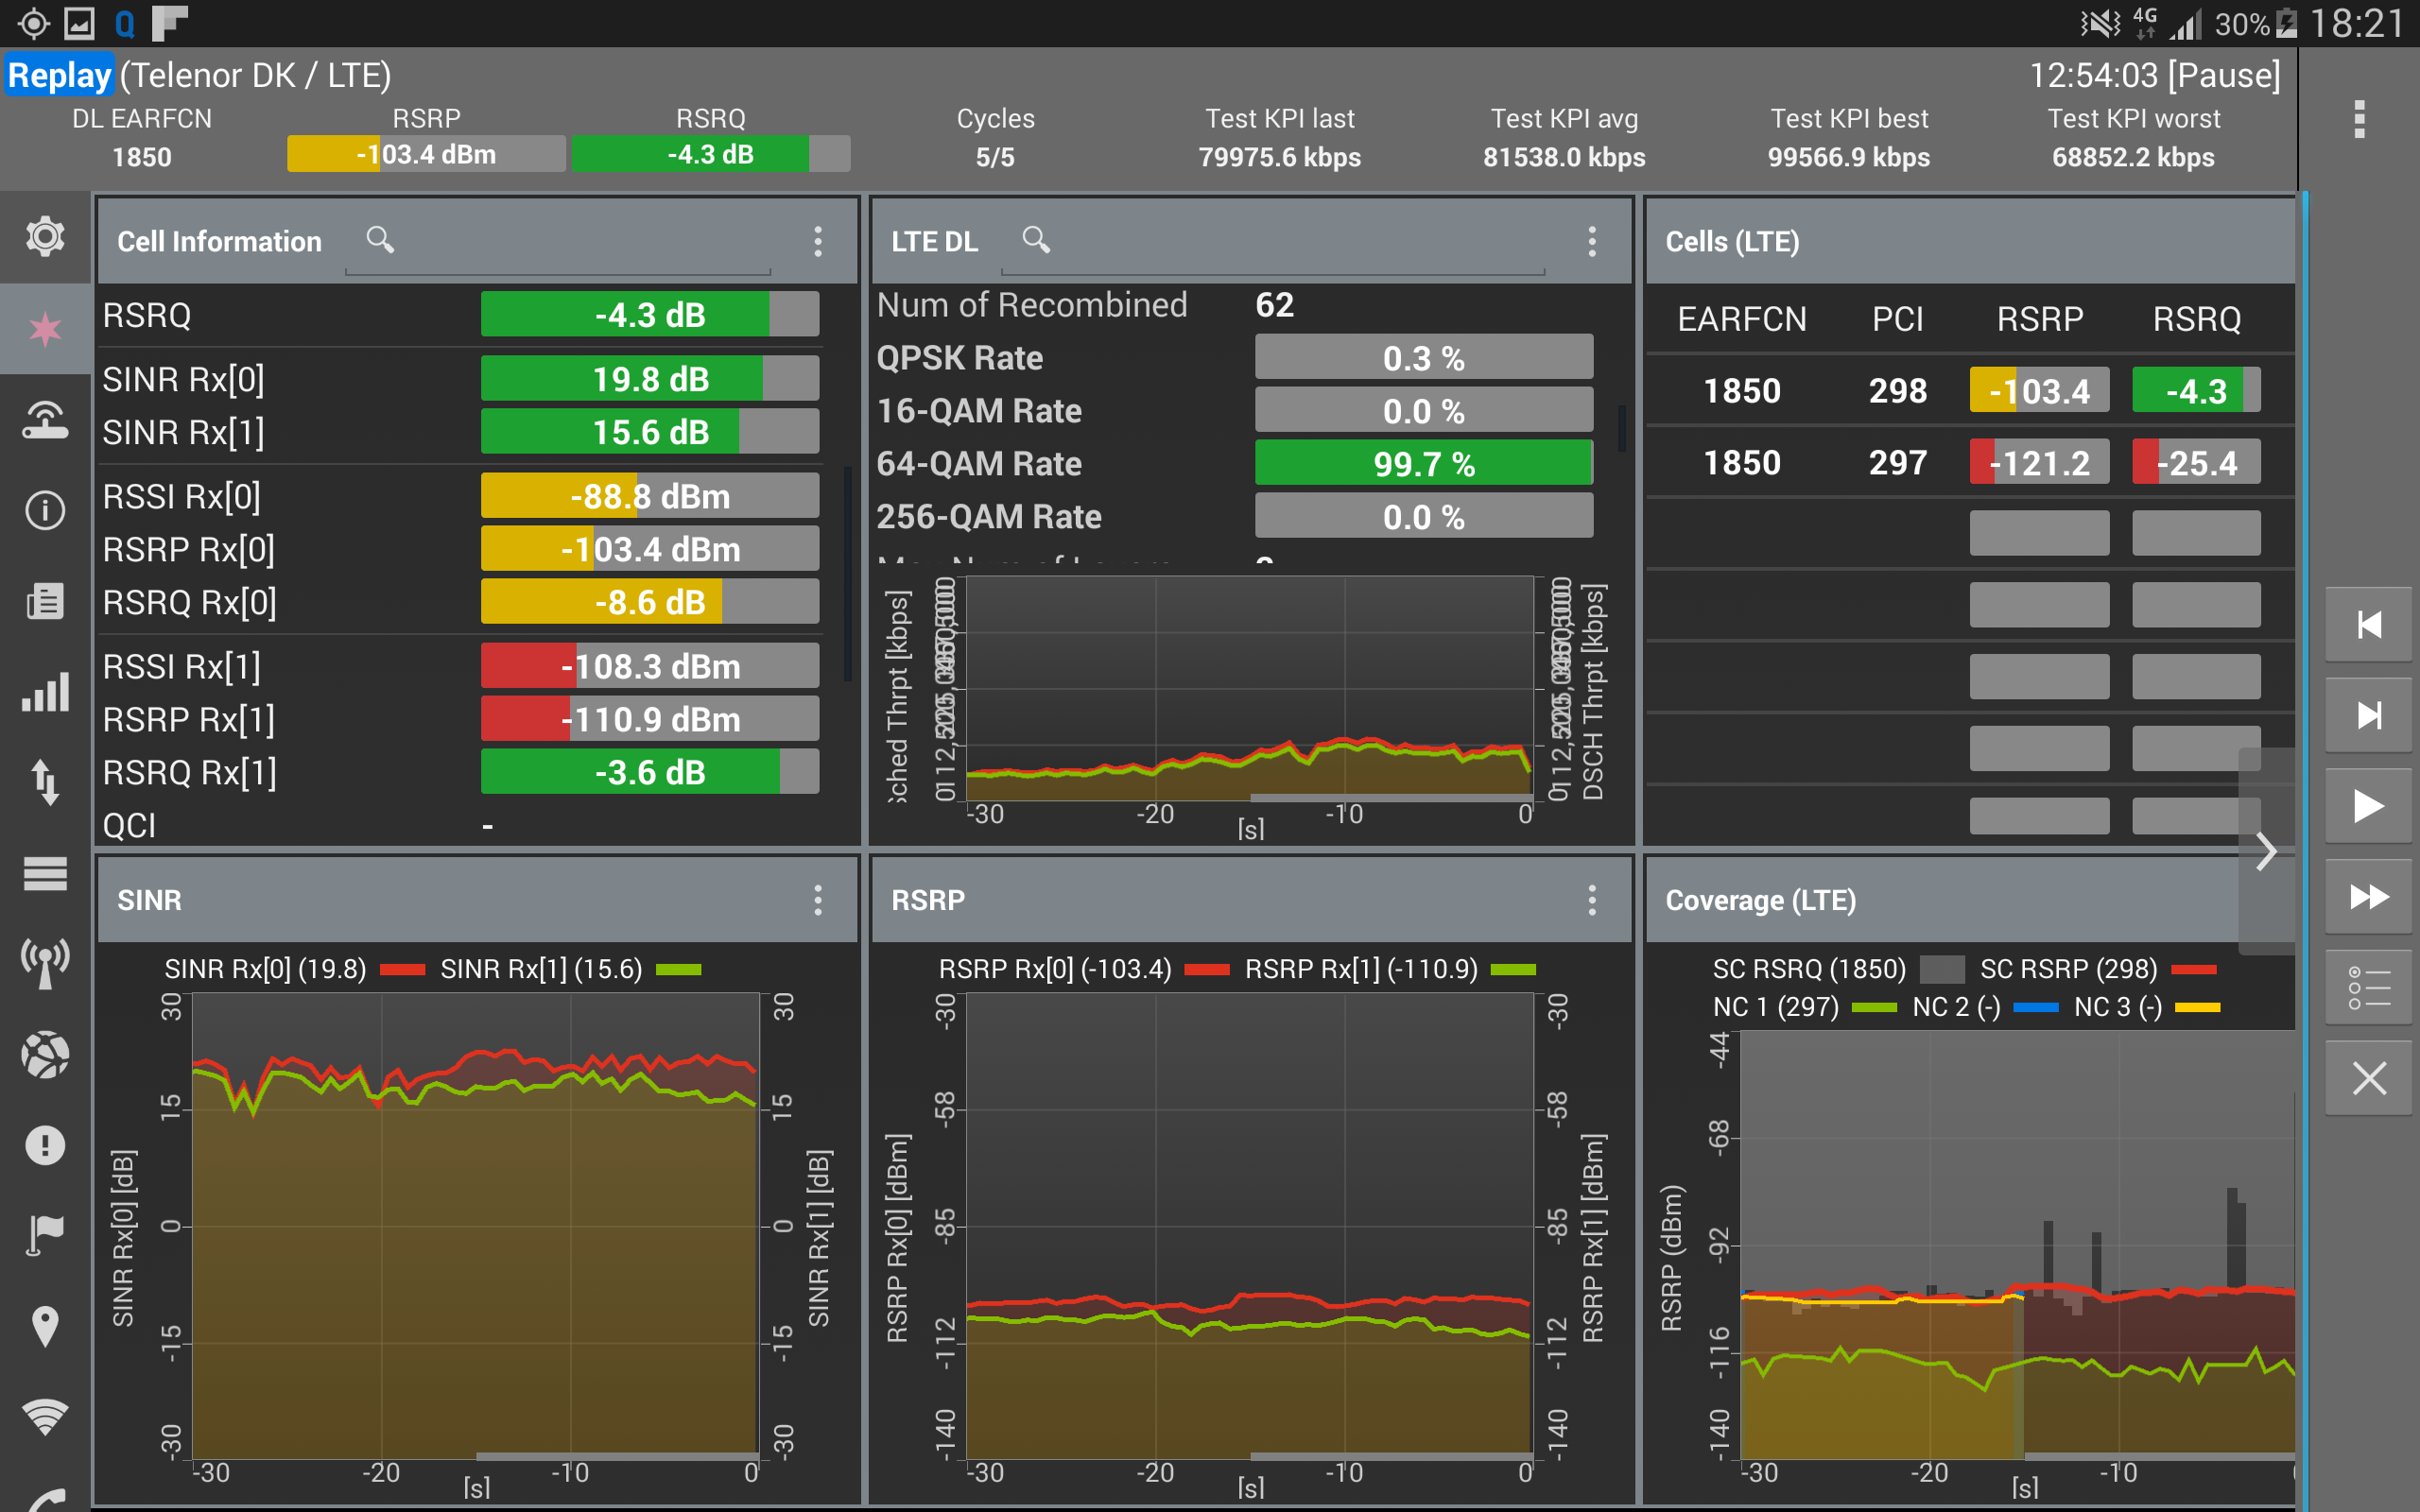 4G 30% 18:21
Replay (Telenor DK / LTE) 12:54:03 [Pause]
DL EARFCN RSRP RSRQ Cycles Test KPI last Test KPI avg Test KPI best Test KPI worst
1850 -103.4 dBm -4.3 dB 5/5 79975.6 kbps 81538.0 kbps 99566.9 kbps 68852.2 kbps
Cell Information
RSRQ -4.3 dB
SINR Rx[0] 19.8 dB
SINR Rx[1] 15.6 dB
RSSI Rx[0] -88.8 dBm
RSRP Rx[0] -103.4 dBm
RSRQ Rx[0] -8.6 dB
RSSI Rx[1] -108.3 dBm
RSRP Rx[1] -110.9 dBm
RSRQ Rx[1] -3.6 dB
QCI -
LTE DL
Num of Recombined 62
QPSK Rate 0.3 %
16-QAM Rate 0.0 %
64-QAM Rate 99.7 %
256-QAM Rate 0.0 %
Sched Thrpt [kbps]
DSCH Thrpt [kbps]
-30 -20 -10 0
[s]
Cells (LTE)
EARFCN PCI RSRP RSRQ
1850 298 -103.4 -4.3
1850 297 -121.2 -25.4
SINR
SINR Rx[0] (19.8) SINR Rx[1] (15.6)
30 30
15 15
0 0
-15 -15
-30 -30
SINR Rx[0] [dB]
SINR Rx[1] [dB]
-30 -20 -10 0
[s]
RSRP
RSRP Rx[0] (-103.4) RSRP Rx[1] (-110.9)
-30 -30
-58 -58
-85 -85
-112 -112
-140 -140
RSRP Rx[0] [dBm]
RSRP Rx[1] [dBm]
-30 -20 -10 0
[s]
Coverage (LTE)
SC RSRQ (1850) SC RSRP (298)
NC 1 (297) NC 2 (-) NC 3 (-)
-44
-68
-92
-116
-140
RSRP (dBm)
-30 -20 -10
[s]